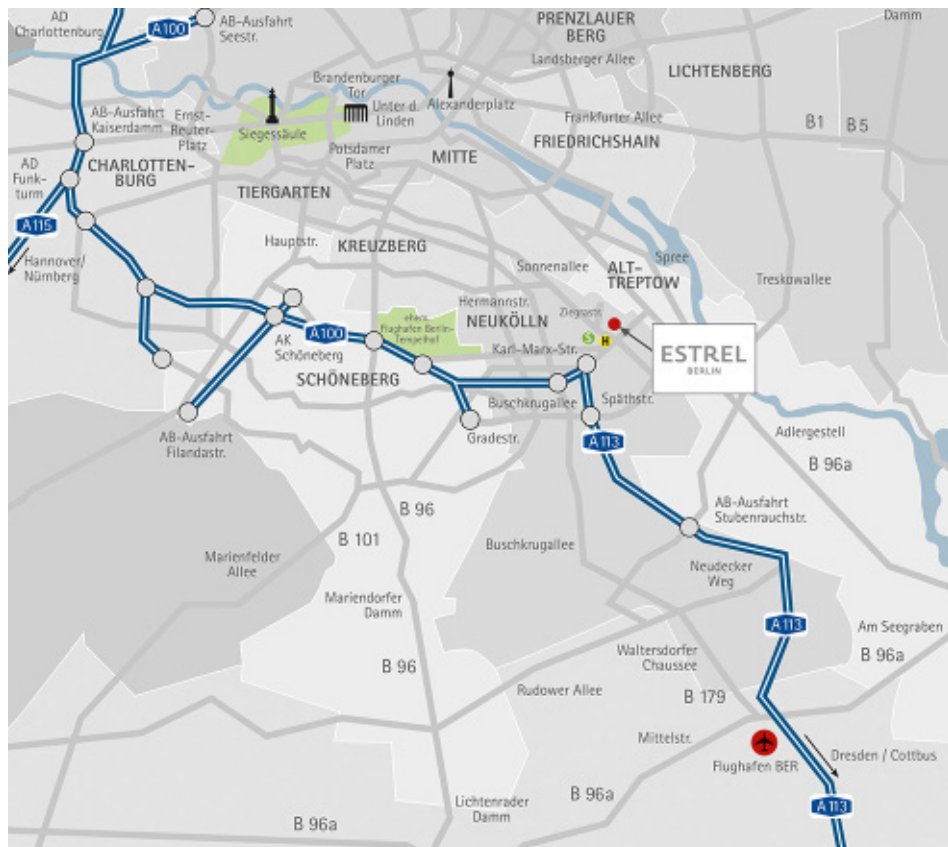 AD
Charlottenburg
A100
AB-Ausfahrt
Seestr.
PRENZLAUER
BERG
Damm
Landsberger Allee
LICHTENBERG
Brandenburger
Tor
Unter d.
Linden
Alexanderplatz
AB-Ausfahrt
Kaiserdamm
Ernst-
Reuter-
Platz
Siegessäule
Potsdamer
Platz
Frankfurter Allee
B1
B5
FRIEDRICHSHAIN
MITTE
AD
Funk-
turm
CHARLOTTEN-
BURG
TIERGARTEN
A115
Hannover/
Nürnberg
Hauptstr.
KREUZBERG
Sonnenallee
ALT-
TREPTOW
Spree
Treskowallee
Hermannstr.
NEUKÖLLN
ehem.
Flughafen Berlin-
Tempelhof
A100
AK
Schöneberg
S
H
Karl-Marx-Str.
ESTREL
BERLIN
SCHÖNEBERG
Buschkrugallee
Späthstr.
AB-Ausfahrt
Filandastr.
Gradestr.
A113
Adlergestell
B 96a
B 96
AB-Ausfahrt
Stubenrauchstr.
B 101
Buschkrugallee
Marienfelder
Allee
Neudecker
Weg
Mariendorfer
Damm
A113
Am Seegraben
B 96a
Waltersdorfer
Chaussee
B 96
Rudower Allee
B 179
Mittelstr.
Flughafen BER
Dresden / Cottbus
B 96a
Lichtenrader
Damm
A113
B 96a